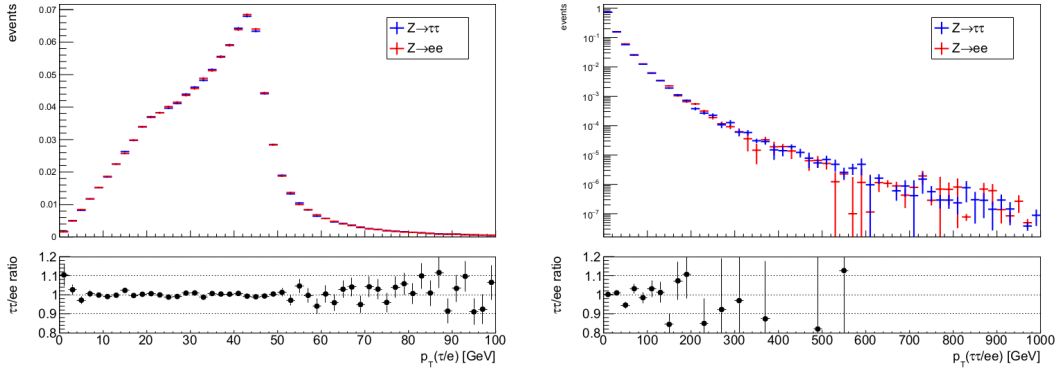 events
0.07
0.06
0.05
0.04
0.03
0.02
0.01
0
Z→ττ
Z→ee
ττ/ee ratio
1.2
1.1
1
0.9
0.8
0 10 20 30 40 50 60 70 80 90 100
p_T(τ/e) [GeV]
events
1
10⁻¹
10⁻²
10⁻³
10⁻⁴
10⁻⁵
10⁻⁶
10⁻⁷
Z→ττ
Z→ee
ττ/ee ratio
1.2
1.1
1
0.9
0.8
0 100 200 300 400 500 600 700 800 900 1000
p_T(ττ/ee) [GeV]